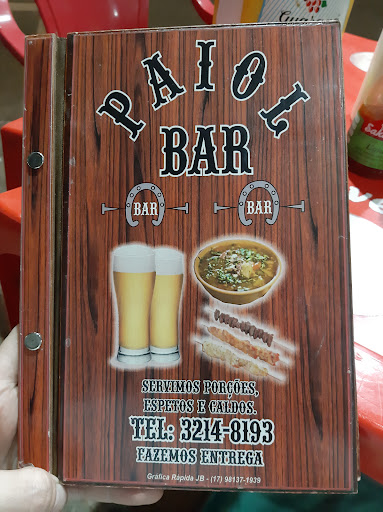 PAIOL
BAR
BAR
BAR
SERVIMOS PORÇÕES,
ESPETOS E CALDOS.
TEL: 3214-8193
FAZEMOS ENTREGA
Gráfica Rápida JB - (17) 98137-1939